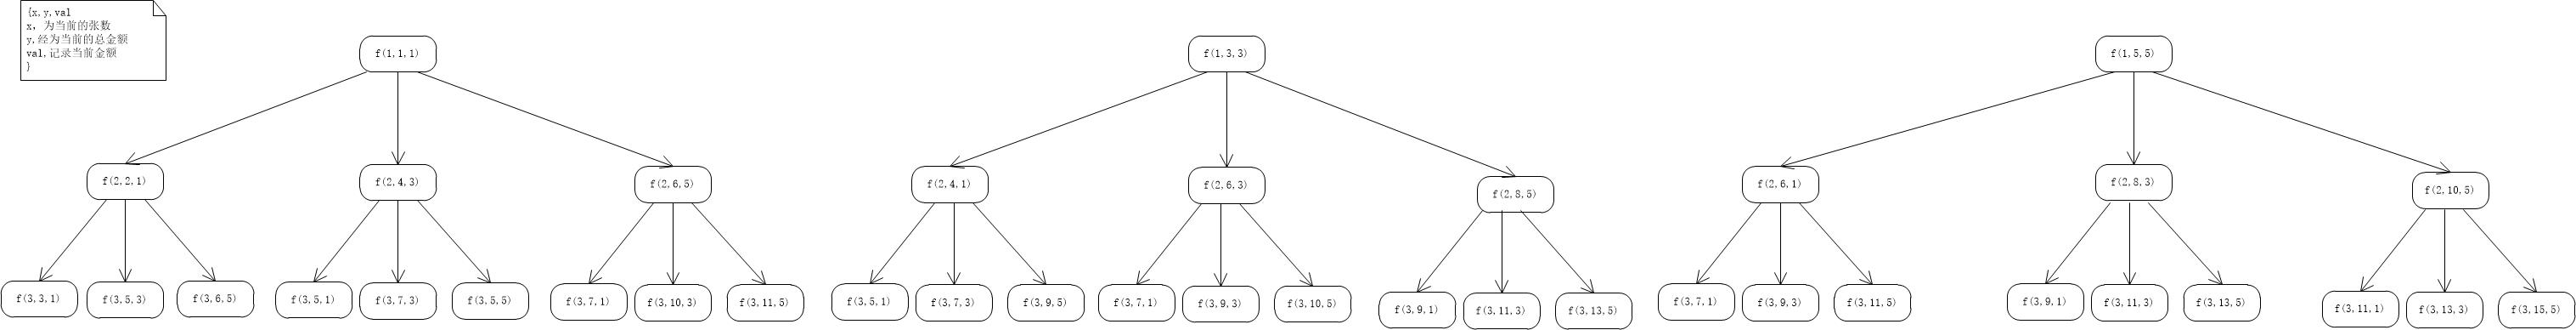 {x,y,val
x, 为当前的张数
y,经为当前的总金额
val,记录当前金额
}
f(1,1,1)
f(1,3,3)
f(1,5,5)
f(2,2,1)
f(2,4,3)
f(2,6,5)
f(2,4,1)
f(2,6,3)
f(2,8,5)
f(2,6,1)
f(2,8,3)
f(2,10,5)
f(3,3,1)
f(3,5,3)
f(3,6,5)
f(3,5,1)
f(3,7,3)
f(3,5,5)
f(3,7,1)
f(3,10,3)
f(3,11,5)
f(3,5,1)
f(3,7,3)
f(3,9,5)
f(3,7,1)
f(3,9,3)
f(3,10,5)
f(3,9,1)
f(3,11,3)
f(3,13,5)
f(3,7,1)
f(3,9,3)
f(3,11,5)
f(3,9,1)
f(3,11,3)
f(3,13,5)
f(3,11,1)
f(3,13,3)
f(3,15,5)